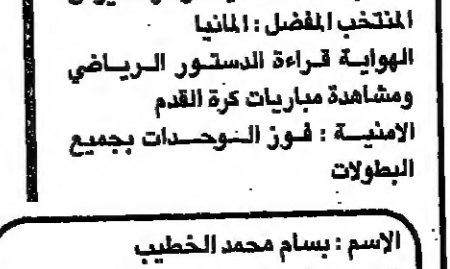 المنتخب المفضل : المانيا
الهواية قراءة الدستور الرياضي
ومشاهدة مباريات كرة القدم
الامنية : فوز الوحدات بجميع
البطولات
الإسم : بسام محمد الخطيب